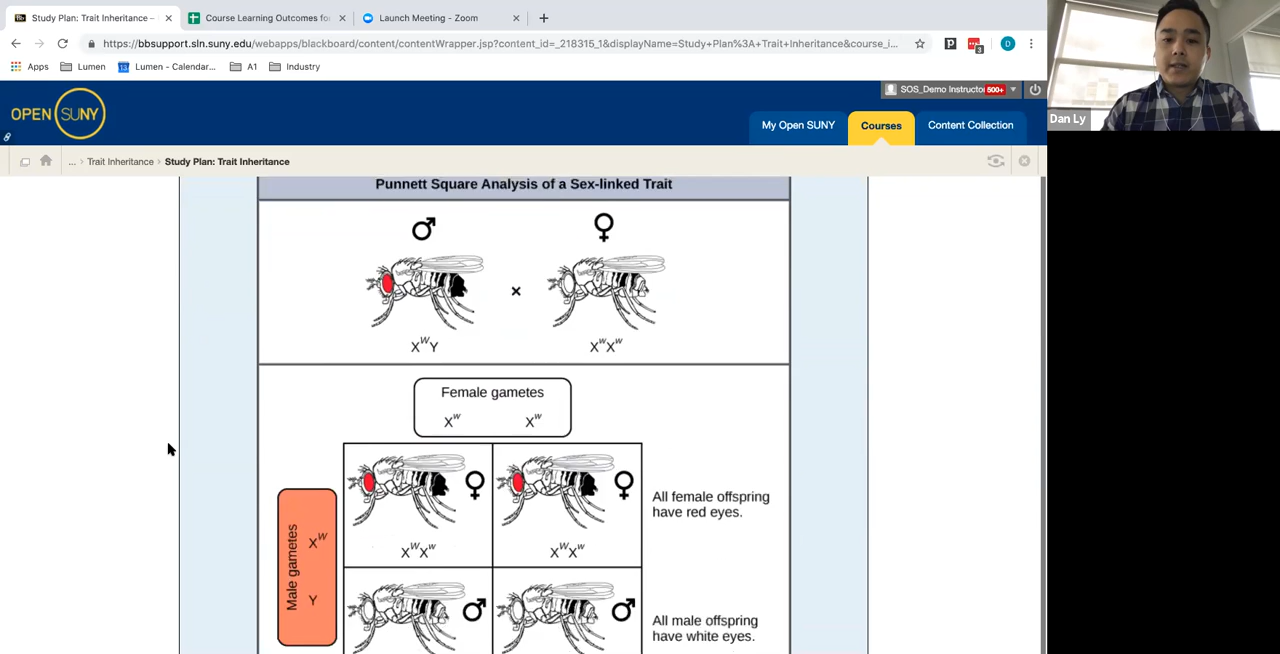 Study Plan: Trait Inheritance –
Course Learning Outcomes fo
Launch Meeting - Zoom
https://bbsupport.sln.suny.edu/webapps/blackboard/content/contentWrapper.jsp?content_id=_218315_1&displayName=Study+Plan%3A+Trait+Inheritance&course_i...
P
3
D
Apps
Lumen
13
Lumen - Calendar...
A1
Industry
SOS_Demo Instructo
500+
OPEN SUNY
My Open SUNY
Courses
Content Collection
Dan Ly
... > Trait Inheritance > Study Plan: Trait Inheritance
Punnett Square Analysis of a Sex-linked Trait
♂
♀
×
XᵂY
XʷXʷ
Female gametes
Xʷ
Xʷ
♀
♀
All female offspring
have red eyes.
Male gametes
Xᵂ
Y
XᵂXʷ
XᵂXʷ
♂
♂
All male offspring
have white eyes.